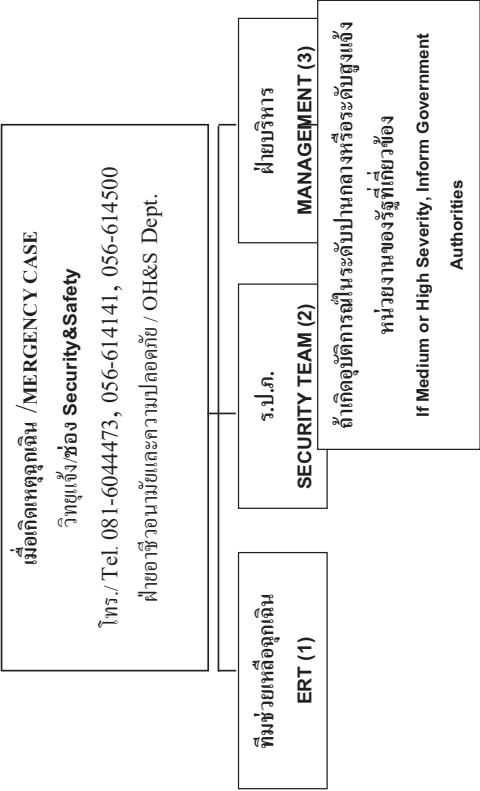 เมื่อเกิดเหตุฉุกเฉิน /MERGENCY CASE
วิทยุแจ้ง/ช่อง Security&Safety
โทร./ Tel. 081-6044473, 056-614141, 056-614500
ฝ่ายอาชีวอนามัยและความปลอดภัย / OH&S Dept.
ทีมช่วยเหลือฉุกเฉิน
ERT (1)
ร.ป.ภ.
SECURITY TEAM (2)
ฝ่ายบริหาร
MANAGEMENT (3)
ถ้าเกิดอุบัติการณ์ในระดับปานกลางหรือระดับสูงแจ้ง
หน่วยงานของรัฐที่เกี่ยวข้อง
If Medium or High Severity, Inform Government
Authorities